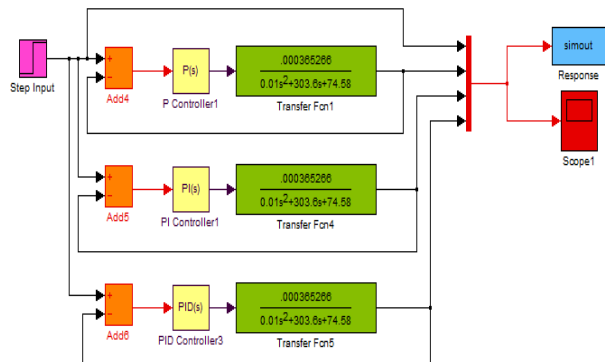 Step Input
+
−
Add4
P(s)
P Controller1
.000365266
0.01s²+303.6s+74.58
Transfer Fcn1
simout
Response
Scope1
+
−
Add5
PI(s)
PI Controller1
.000365266
0.01s²+303.6s+74.58
Transfer Fcn4
+
−
Add6
PID(s)
PID Controller3
.000365266
0.01s²+303.6s+74.58
Transfer Fcn5